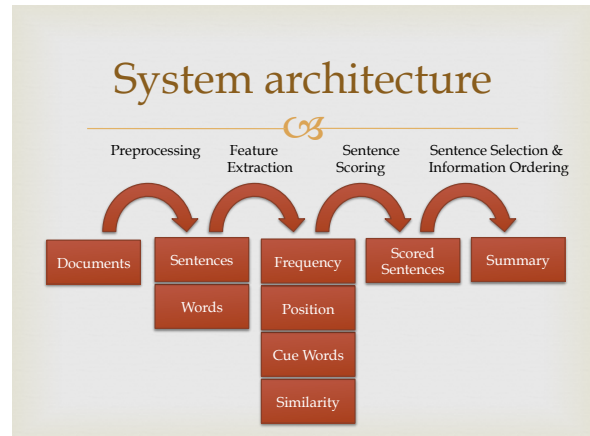 System architecture
Preprocessing
Feature
Extraction
Sentence
Scoring
Sentence Selection &
Information Ordering
Documents
Sentences
Words
Frequency
Position
Cue Words
Similarity
Scored
Sentences
Summary